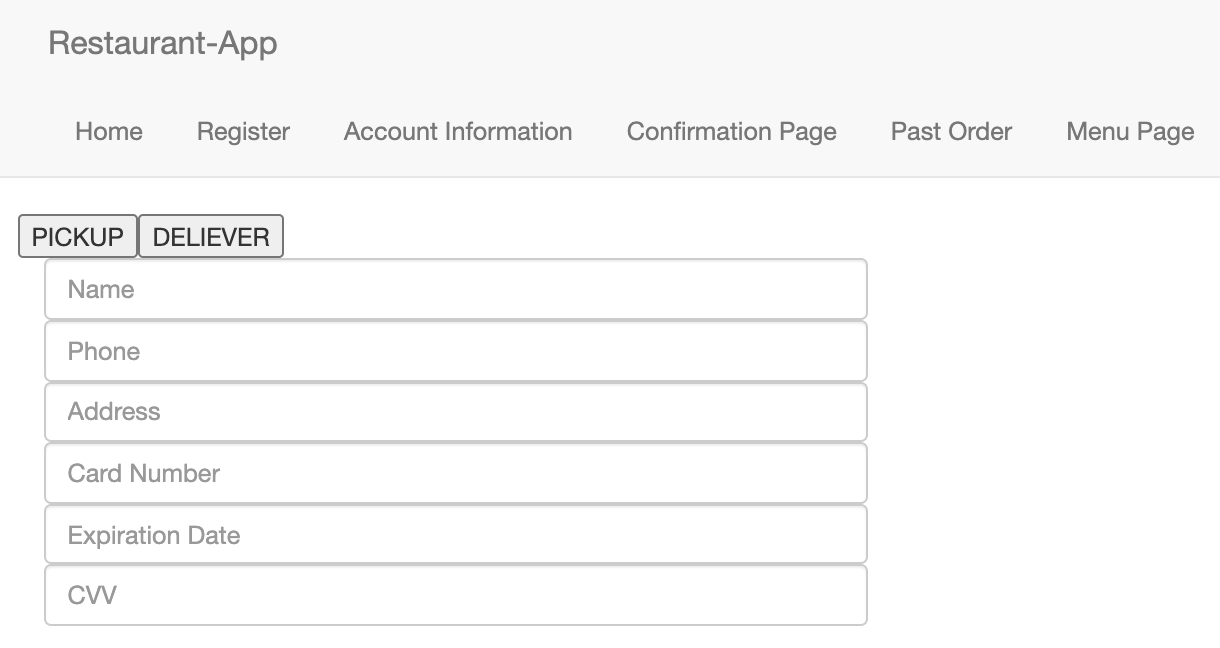 Restaurant-App
Home Register Account Information Confirmation Page Past Order Menu Page
PICKUP DELIEVER
Name
Phone
Address
Card Number
Expiration Date
CVV